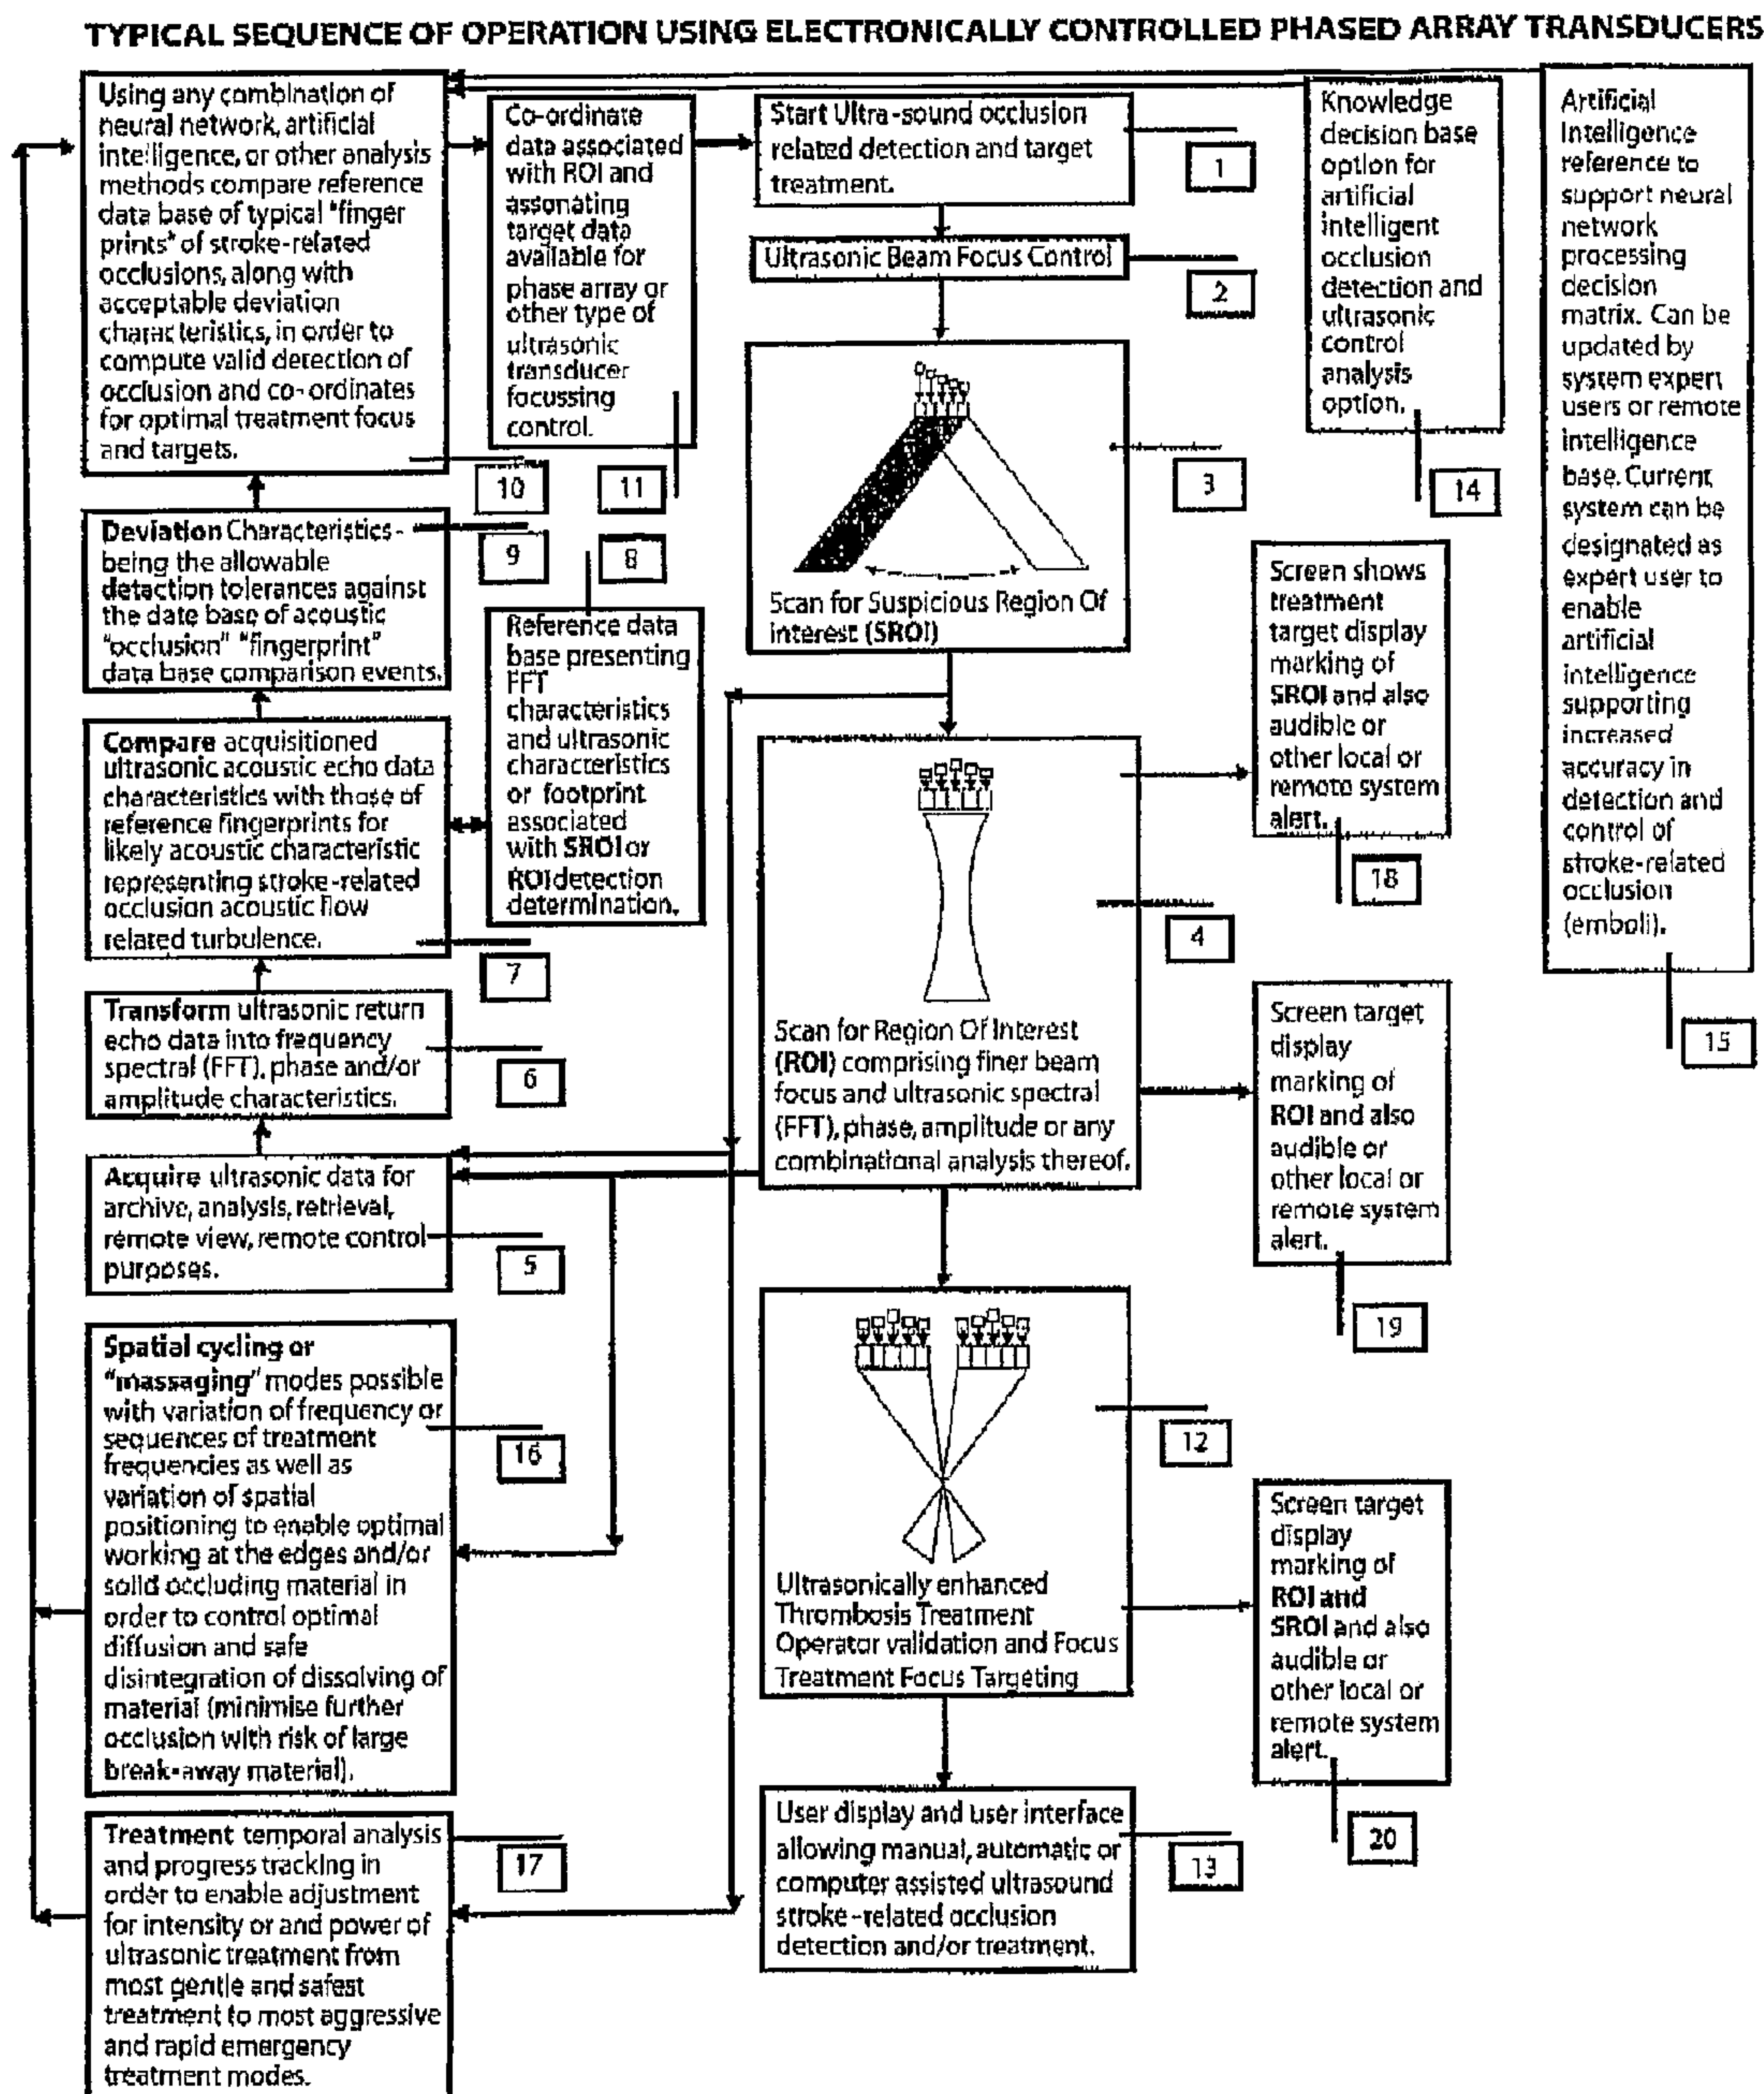 TYPICAL SEQUENCE OF OPERATION USING ELECTRONICALLY CONTROLLED PHASED ARRAY TRANSDUCERS
Using any combination of
neural network, artificial
intelligence, or other analysis
methods compare reference
data base of typical "finger
prints" of stroke-related
occlusions, along with
acceptable deviation
characteristics, in order to
compute valid detection of
occlusion and co-ordinates
for optimal treatment focus
and targets.
10
Co-ordinate
data associated
with ROI and
assonating
target data
available for
phase array or
other type of
ultrasonic
transducer
focussing
control.
11
Start Ultra-sound occlusion
related detection and target
treatment.
1
Ultrasonic Beam Focus Control
2
Scan for Suspicious Region Of
Interest (SROI)
3
Knowledge
decision base
option for
artificial
intelligent
occlusion
detection and
ultrasonic
control
analysis
option.
14
Artificial
Intelligence
reference to
support neural
network
processing
decision
matrix. Can be
updated by
system expert
users or remote
intelligence
base. Current
system can be
designated as
expert user to
enable
artificial
intelligence
supporting
increased
accuracy in
detection and
control of
stroke-related
occlusion
(emboli).
15
Deviation Characteristics-
being the allowable
detaction tolerances against
the date base of acoustic
"occlusion" "fingerprint"
data base comparison events.
9
8
Reference data
base presenting
FFT
characteristics
and ultrasonic
characteristics
or footprint
associated
with SROI or
ROI detection
determination.
Compare acquisitioned
ultrasonic acoustic echo data
characteristics with those of
reference fingerprints for
likely acoustic characteristic
representing stroke-related
occlusion acoustic flow
related turbulence.
7
Transform ultrasonic return
echo data into frequency
spectral (FFT), phase and/or
amplitude characteristics.
6
Acquire ultrasonic data for
archive, analysis, retrieval,
remote view, remote control
purposes.
5
Scan for Region Of Interest
(ROI) comprising finer beam
focus and ultrasonic spectral
(FFT), phase, amplitude or any
combinational analysis thereof.
4
Screen shows
treatment
target display
marking of
SROI and also
audible or
other local or
remote system
alert.
18
Screen target
display
marking of
ROI and also
audible or
other local or
remote system
alert.
19
Spatial cycling or
"massaging" modes possible
with variation of frequency or
sequences of treatment
frequencies as well as
variation of spatial
positioning to enable optimal
working at the edges and/or
solid occluding material in
order to control optimal
diffusion and safe
disintegration of dissolving of
material (minimise further
occlusion with risk of large
break-away material).
16
Ultrasonically enhanced
Thrombosis Treatment
Operator validation and Focus
Treatment Focus Targeting
12
Screen target
display
marking of
ROI and
SROI and also
audible or
other local or
remote system
alert.
20
Treatment temporal analysis
and progress tracking in
order to enable adjustment
for intensity or and power of
ultrasonic treatment from
most gentle and safest
treatment to most aggressive
and rapid emergency
treatment modes.
17
User display and user interface
allowing manual, automatic or
computer assisted ultrasound
stroke-related occlusion
detection and/or treatment.
13